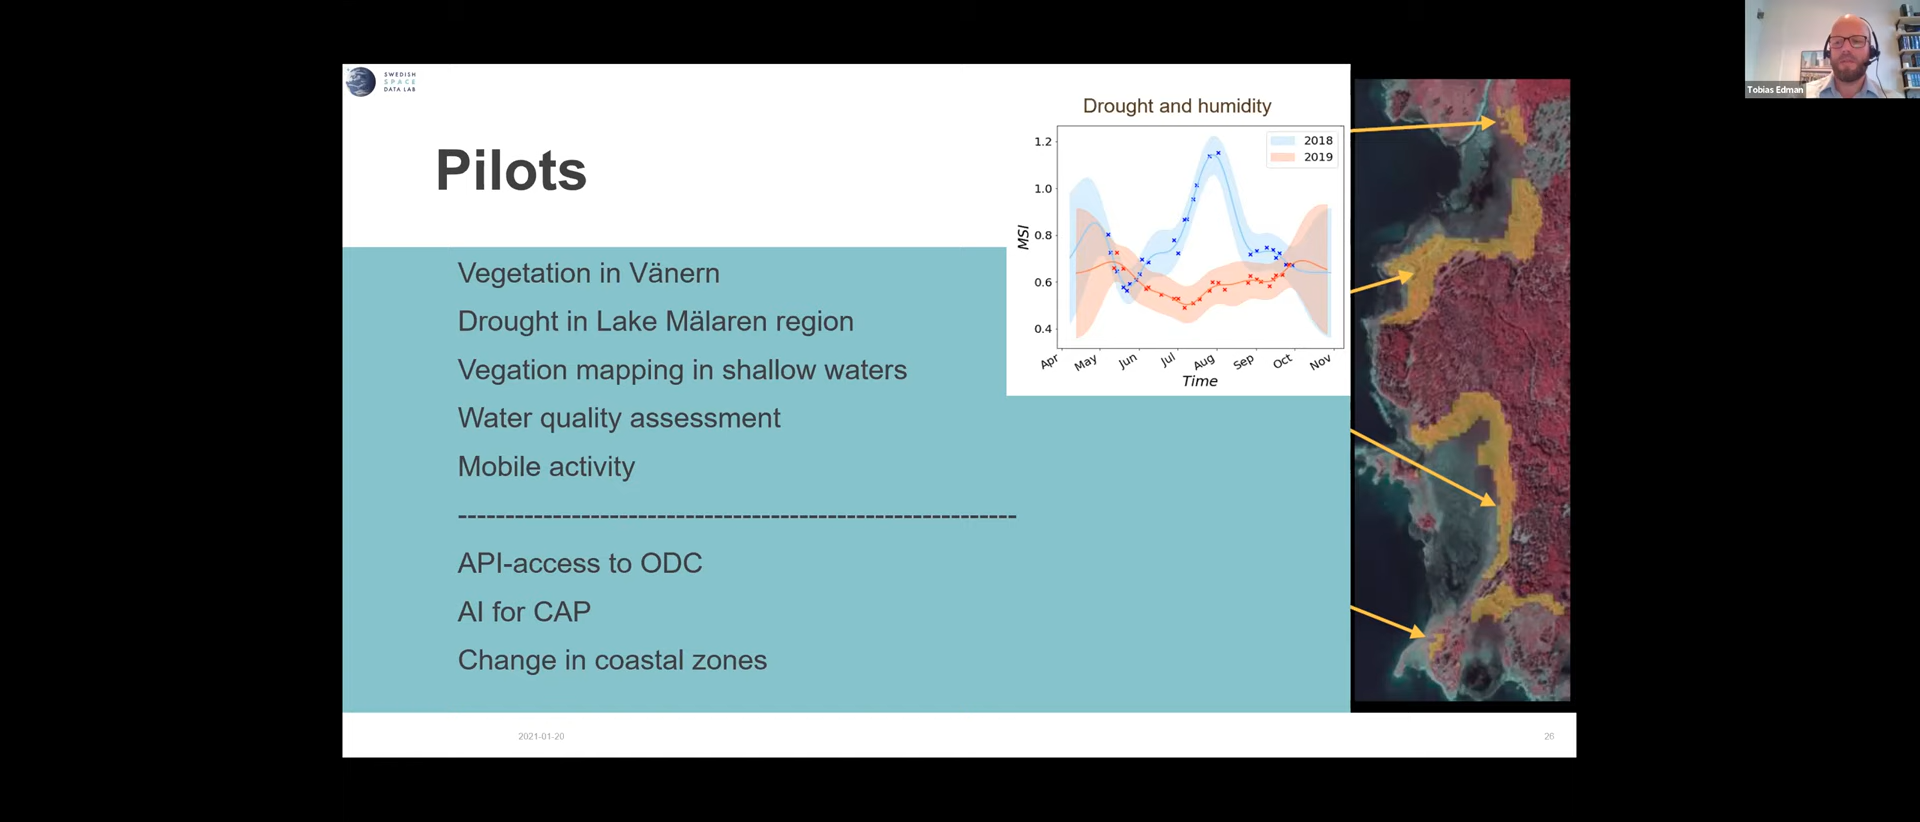 SWEDISH
SPACE
DATA LAB
Tobias Edman
Pilots
Drought and humidity
1.2
1.0
0.8
0.6
0.4
MSI
2018
2019
Apr May Jun Jul Aug Sep Oct Nov
Time
Vegetation in Vänern
Drought in Lake Mälaren region
Vegation mapping in shallow waters
Water quality assessment
Mobile activity
------------------------------------------------------------
API-access to ODC
AI for CAP
Change in coastal zones
2021-01-20
26